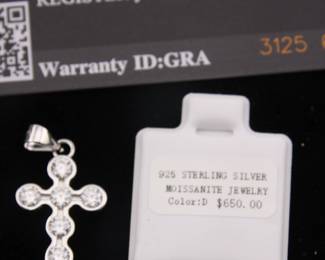 Warranty ID:GRA
3125
925 STERLING SILVER
MOISSANITE JEWELRY
Color:D $650.00